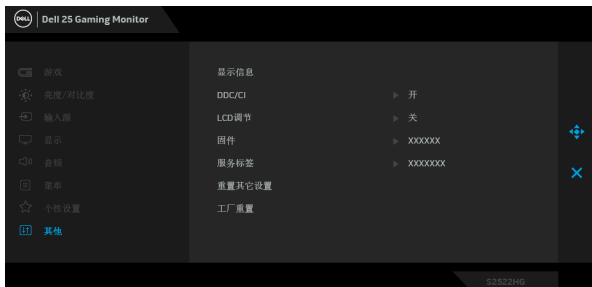 DELL Dell 25 Gaming Monitor
游戏 显示信息
亮度/对比度 DDC/CI 开
输入源 LCD调节 关
显示 固件 XXXXXX
音频 服务标签 XXXXXXX
菜单 重置其它设置
个性设置 工厂重置
其他
S2522HG